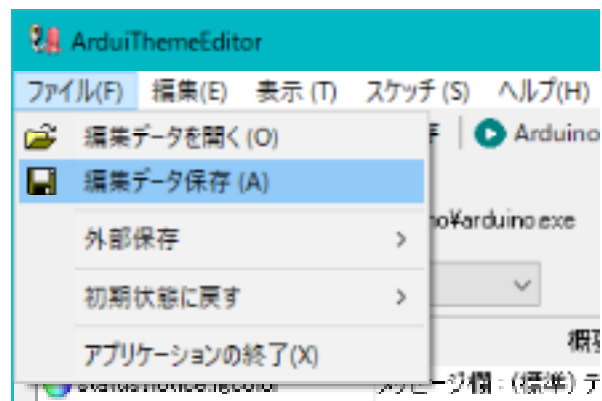 ArduiThemeEditor
ファイル(F) 編集(E) 表示 (T) スケッチ (S) ヘルプ(H)
編集データを開く (O)
Arduino
編集データ保存 (A)
no¥arduino.exe
外部保存
初期状態に戻す
概要
アプリケーションの終了(X)
メッセージ欄 (標準) テ